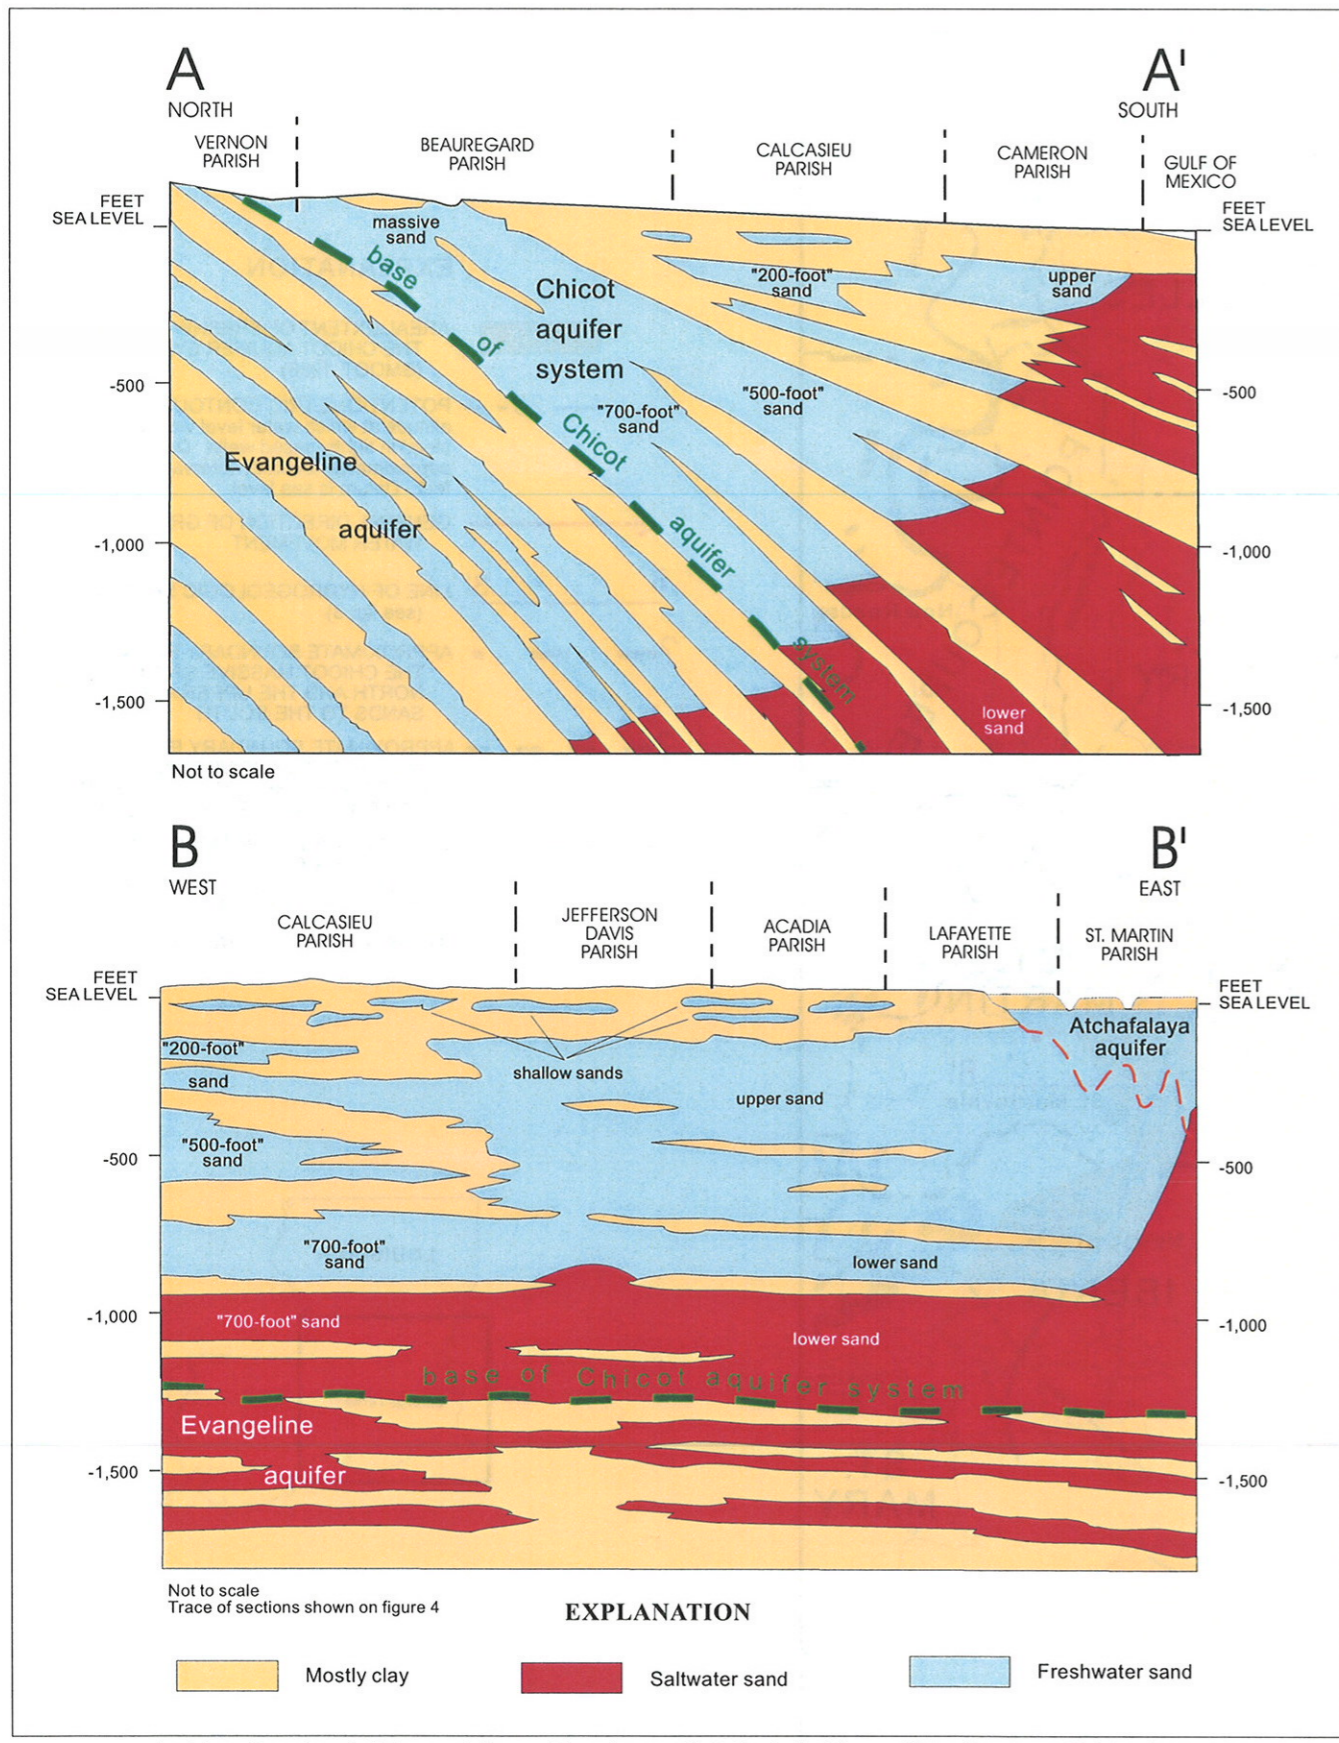 A
A'
NORTH
SOUTH
VERNON
PARISH
BEAUREGARD
PARISH
CALCASIEU
PARISH
CAMERON
PARISH
GULF OF
MEXICO
FEET
SEA LEVEL
FEET
SEA LEVEL
massive
sand
base
of
Chicot
aquifer
system
Chicot
aquifer
system
"200-foot"
sand
upper
sand
"500-foot"
sand
"700-foot"
sand
Evangeline
aquifer
lower
sand
-500
-1,000
-1,500
-500
-1,000
-1,500
Not to scale
B
B'
WEST
EAST
CALCASIEU
PARISH
JEFFERSON
DAVIS
PARISH
ACADIA
PARISH
LAFAYETTE
PARISH
ST. MARTIN
PARISH
FEET
SEA LEVEL
FEET
SEA LEVEL
Atchafalaya
aquifer
"200-foot"
sand
shallow sands
upper sand
"500-foot"
sand
"700-foot"
sand
lower sand
"700-foot" sand
lower sand
base of Chicot aquifer system
Evangeline
aquifer
-500
-1,000
-1,500
-500
-1,000
-1,500
Not to scale
Trace of sections shown on figure 4
EXPLANATION
Mostly clay
Saltwater sand
Freshwater sand